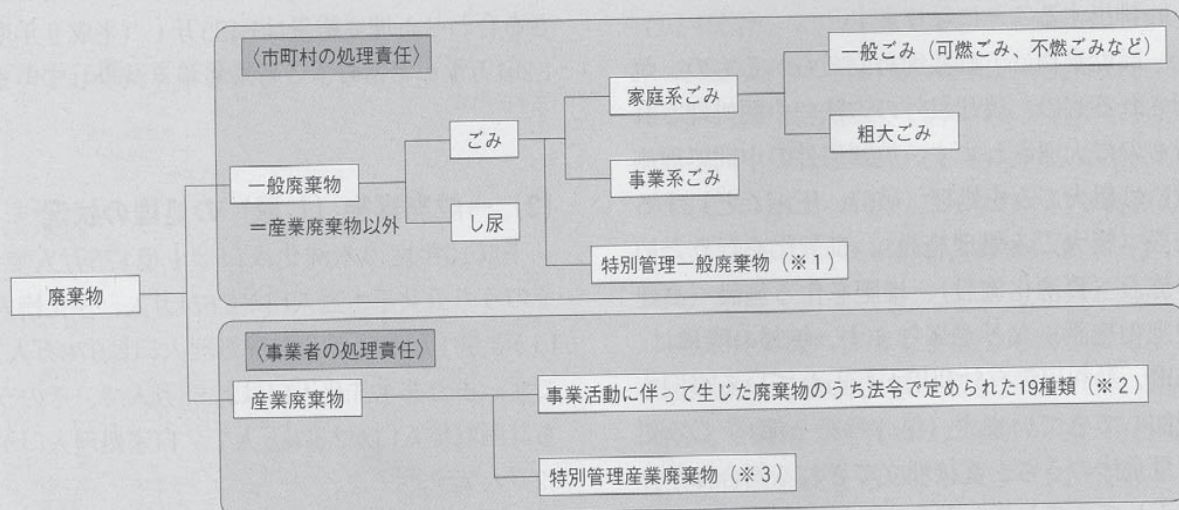 〈市町村の処理責任〉
一般ごみ（可燃ごみ、不燃ごみなど）
家庭系ごみ
粗大ごみ
ごみ
事業系ごみ
一般廃棄物
＝産業廃棄物以外
し尿
特別管理一般廃棄物（※１）
廃棄物
〈事業者の処理責任〉
産業廃棄物
事業活動に伴って生じた廃棄物のうち法令で定められた19種類（※２）
特別管理産業廃棄物（※３）